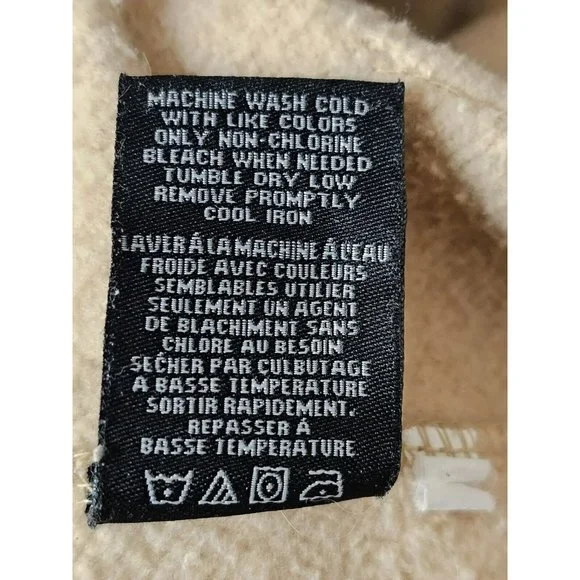 MACHINE WASH COLD
WITH LIKE COLORS
ONLY NON-CHLORINE
BLEACH WHEN NEEDED
TUMBLE DRY LOW
REMOVE PROMPTLY
COOL IRON
LAVER Á LA MACHINE Á L'EAU
FROIDE AVEC COULEURS
SEMBLABLES UTILIER
SEULEMENT UN AGENT
DE BLACHIMENT SANS
CHLORE AU BESOIN
SÉCHER PAR CULBUTAGE
A BASSE TEMPÉRATURE
SORTIR RAPIDEMENT.
REPASSER Á
BASSE TEMPÉRATURE